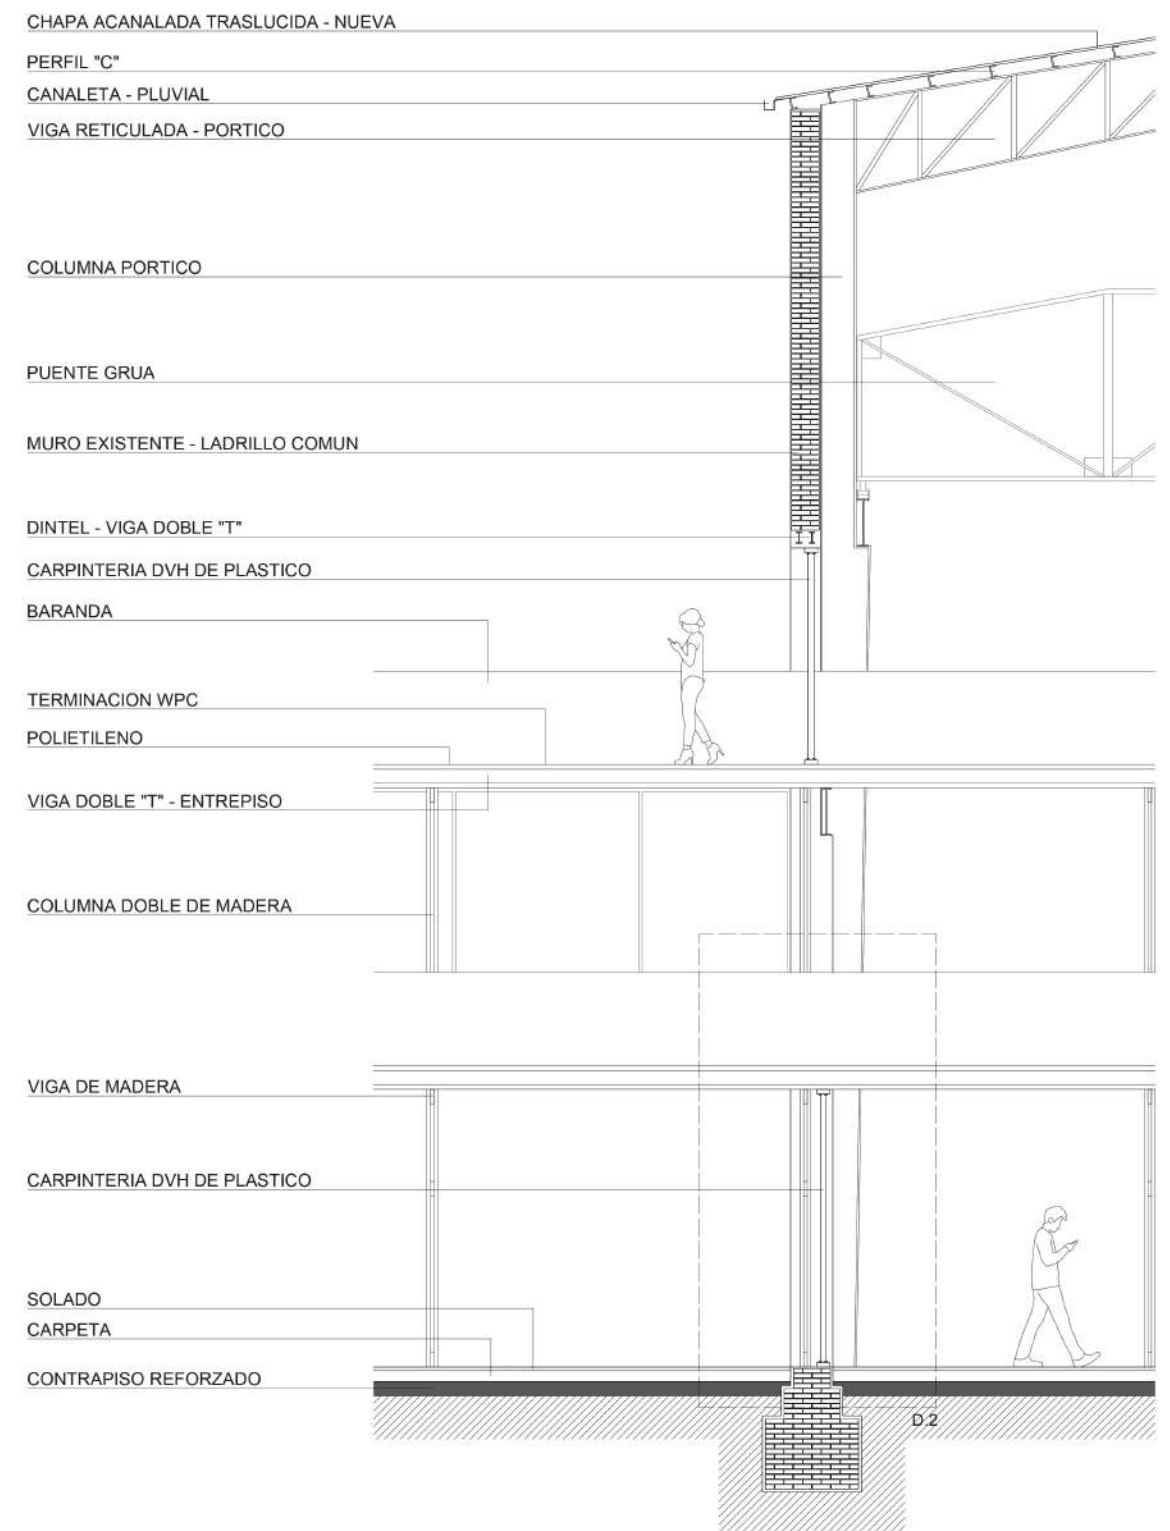 CHAPA ACANALADA TRASLUCIDA - NUEVA
PERFIL "C"
CANALETA - PLUVIAL
VIGA RETICULADA - PORTICO
COLUMNA PORTICO
PUENTE GRUA
MURO EXISTENTE - LADRILLO COMUN
DINTEL - VIGA DOBLE "T"
CARPINTERIA DVH DE PLASTICO
BARANDA
TERMINACION WPC
POLIETILENO
VIGA DOBLE "T" - ENTREPISO
COLUMNA DOBLE DE MADERA
VIGA DE MADERA
CARPINTERIA DVH DE PLASTICO
SOLADO
CARPETA
CONTRAPISO REFORZADO
D.2